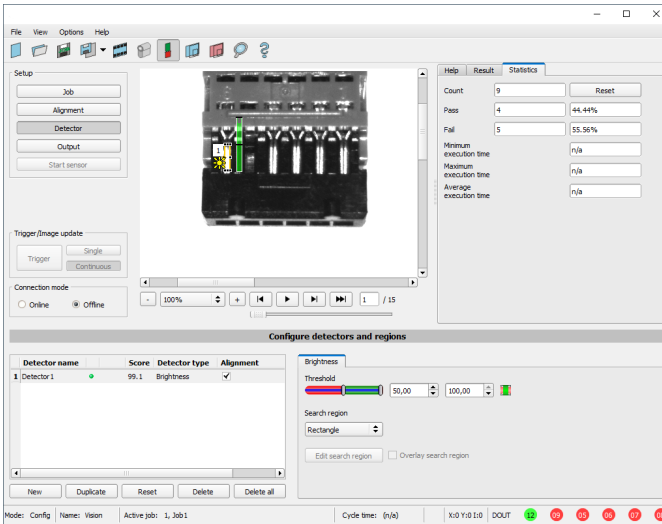 File View Options Help
Setup
Job
Alignment
Detector
Output
Start sensor
Trigger/Image update
Trigger
Single
Continuous
Connection mode
Online
Offline
1
- 100% + 1 / 15
Help Result Statistics
Count 9 Reset
Pass 4 44.44%
Fail 5 55.56%
Minimum
execution time n/a
Maximum
execution time n/a
Average
execution time n/a
Configure detectors and regions
Detector name Score Detector type Alignment
1 Detector1 99.1 Brightness
New Duplicate Reset Delete Delete all
Brightness
Threshold
50,00 100,00
Search region
Rectangle
Edit search region Overlay search region
Mode: Config Name: Vision Active job: 1, Job1 Cycle time: (n/a) X:0 Y:0 I:0 DOUT 12 09 05 06 07